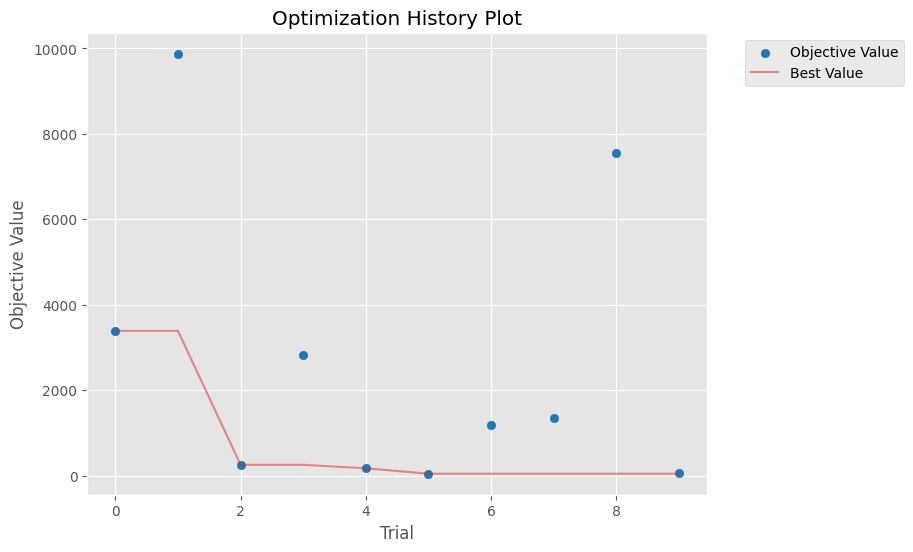 Optimization History Plot
Objective Value
Best Value
Objective Value
10000
8000
6000
4000
2000
0
0 2 4 6 8
Trial